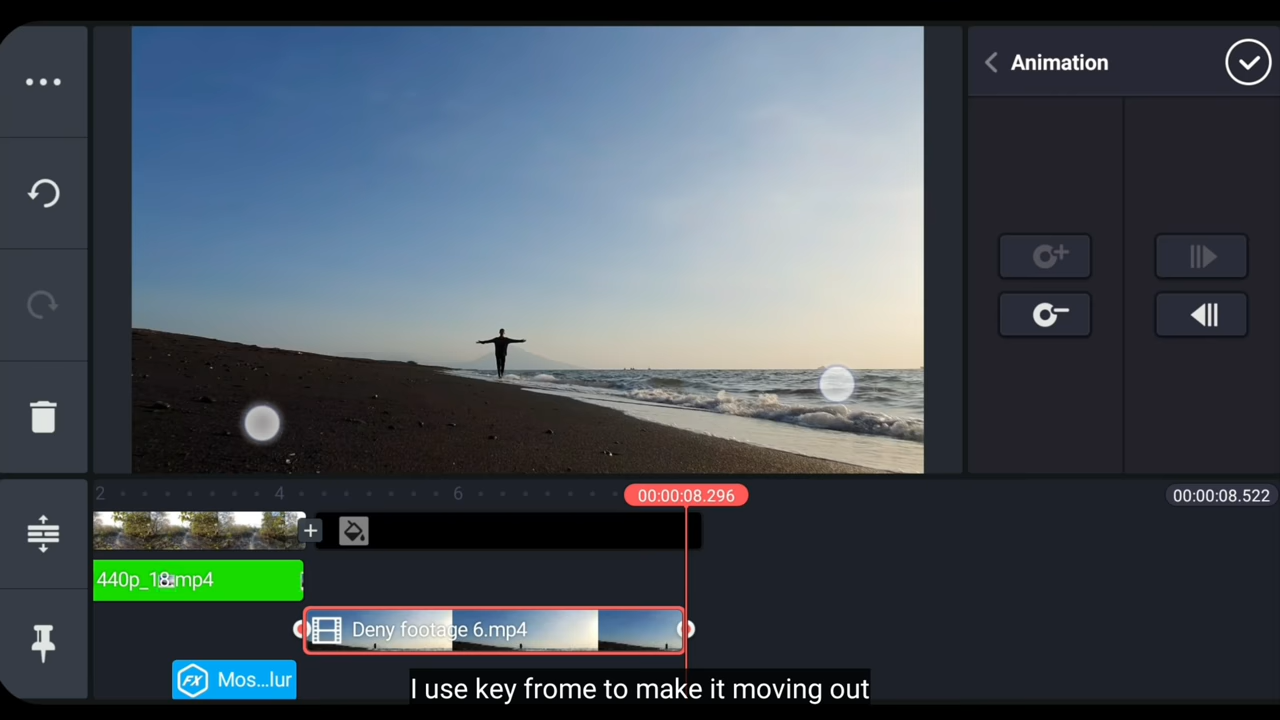 Animation
2
4
6
00:00:08.296
00:00:08.522
440p_18.mp4
Deny footage 6.mp4
FX Mos...lur
I use key frome to make it moving out